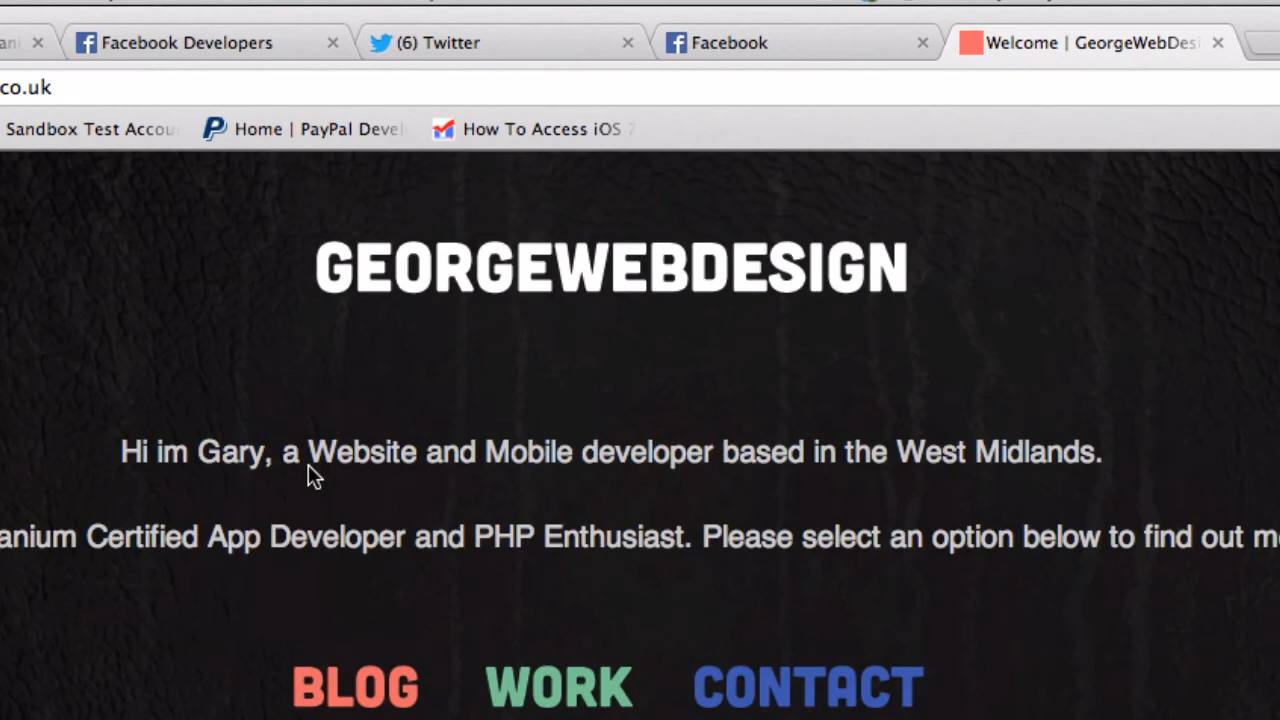 Facebook Developers (6) Twitter Facebook Welcome | GeorgeWebDesi
co.uk
Sandbox Test Accou Home | PayPal Devel How To Access iOS 7
GEORGEWEBDESIGN
Hi im Gary, a Website and Mobile developer based in the West Midlands.
anium Certified App Developer and PHP Enthusiast. Please select an option below to find out m
BLOG WORK CONTACT